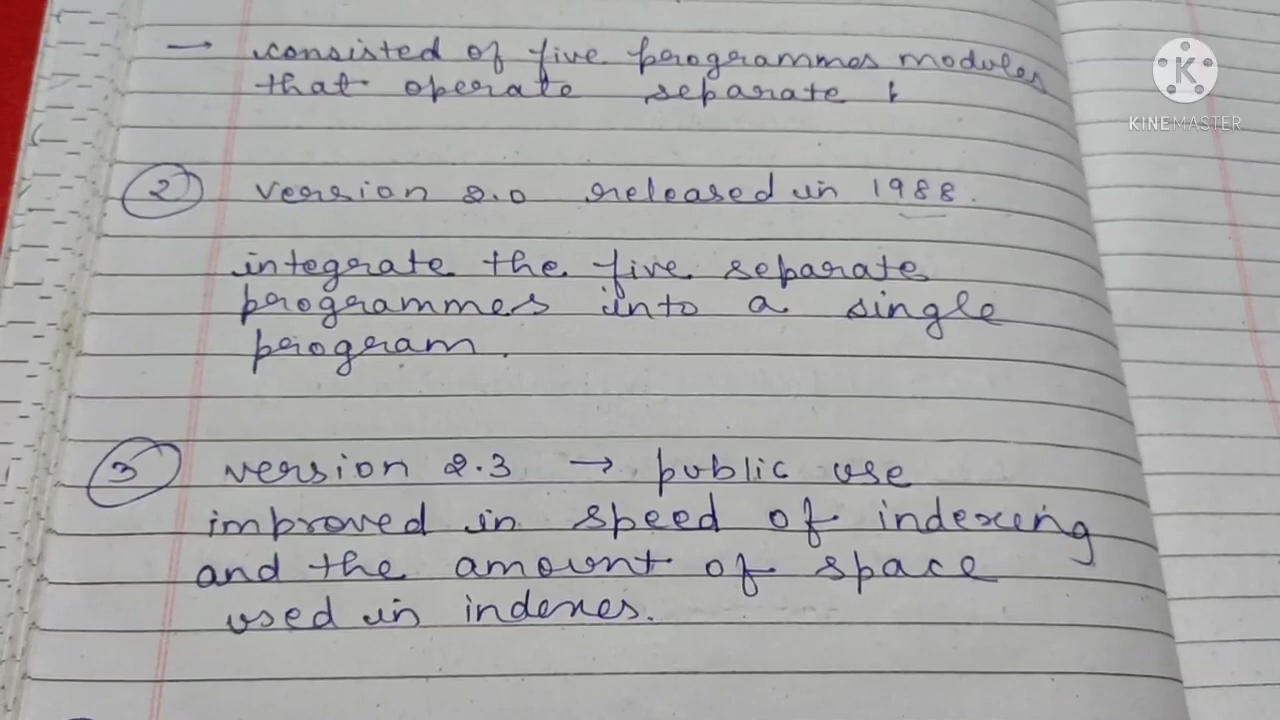 → consisted of five programmes modules
that operate separate
K
KINEMASTER
② version 2.0 released in 1988.
integrate the five separate
programmes into a single
program.
③ version 2.3 → public use
improved in speed of indexing
and the amount of space
used in indexes.